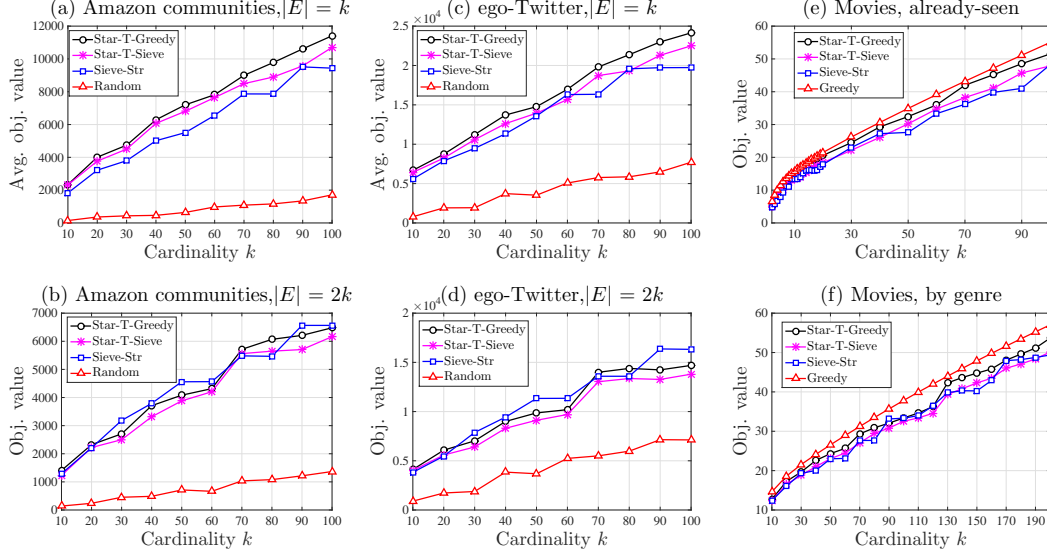 (a) Amazon communities,|E| = k
Avg. obj. value
12000
10000
8000
6000
4000
2000
0
Star-T-Greedy
Star-T-Sieve
Sieve-Str
Random
10 20 30 40 50 60 70 80 90 100
Cardinality k
(c) ego-Twitter,|E| = k
×10⁴
Avg. obj. value
2.5
2
1.5
1
0.5
0
Star-T-Greedy
Star-T-Sieve
Sieve-Str
Random
10 20 30 40 50 60 70 80 90 100
Cardinality k
(e) Movies, already-seen
Obj. value
60
50
40
30
20
10
0
Star-T-Greedy
Star-T-Sieve
Sieve-Str
Greedy
10 30 50 70 90
Cardinality k
(b) Amazon communities,|E| = 2k
Obj. value
7000
6000
5000
4000
3000
2000
1000
0
Star-T-Greedy
Star-T-Sieve
Sieve-Str
Random
10 20 30 40 50 60 70 80 90 100
Cardinality k
(d) ego-Twitter,|E| = 2k
×10⁴
Obj. value
2
1.5
1
0.5
0
Star-T-Greedy
Star-T-Sieve
Sieve-Str
Random
10 20 30 40 50 60 70 80 90 100
Cardinality k
(f) Movies, by genre
Obj. value
60
50
40
30
20
10
Star-T-Greedy
Star-T-Sieve
Sieve-Str
Greedy
10 30 50 70 90 110 130 150 170 190
Cardinality k